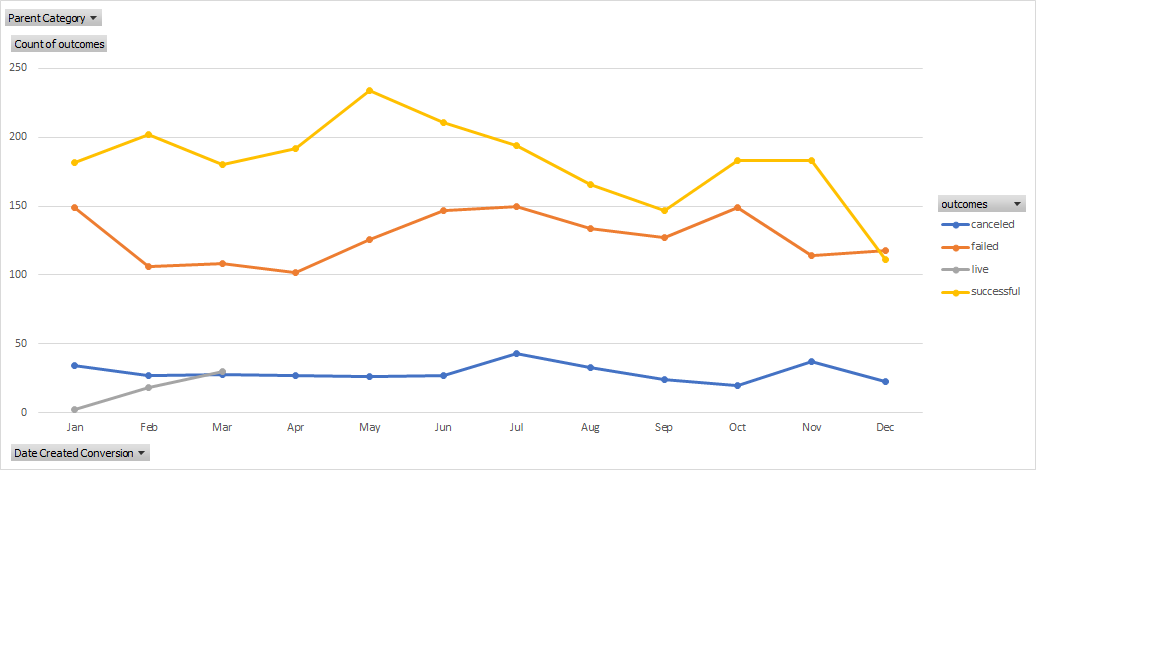 Parent Category
Count of outcomes
250
200
150
100
50
0
Jan Feb Mar Apr May Jun Jul Aug Sep Oct Nov Dec
outcomes
canceled
failed
live
successful
Date Created Conversion